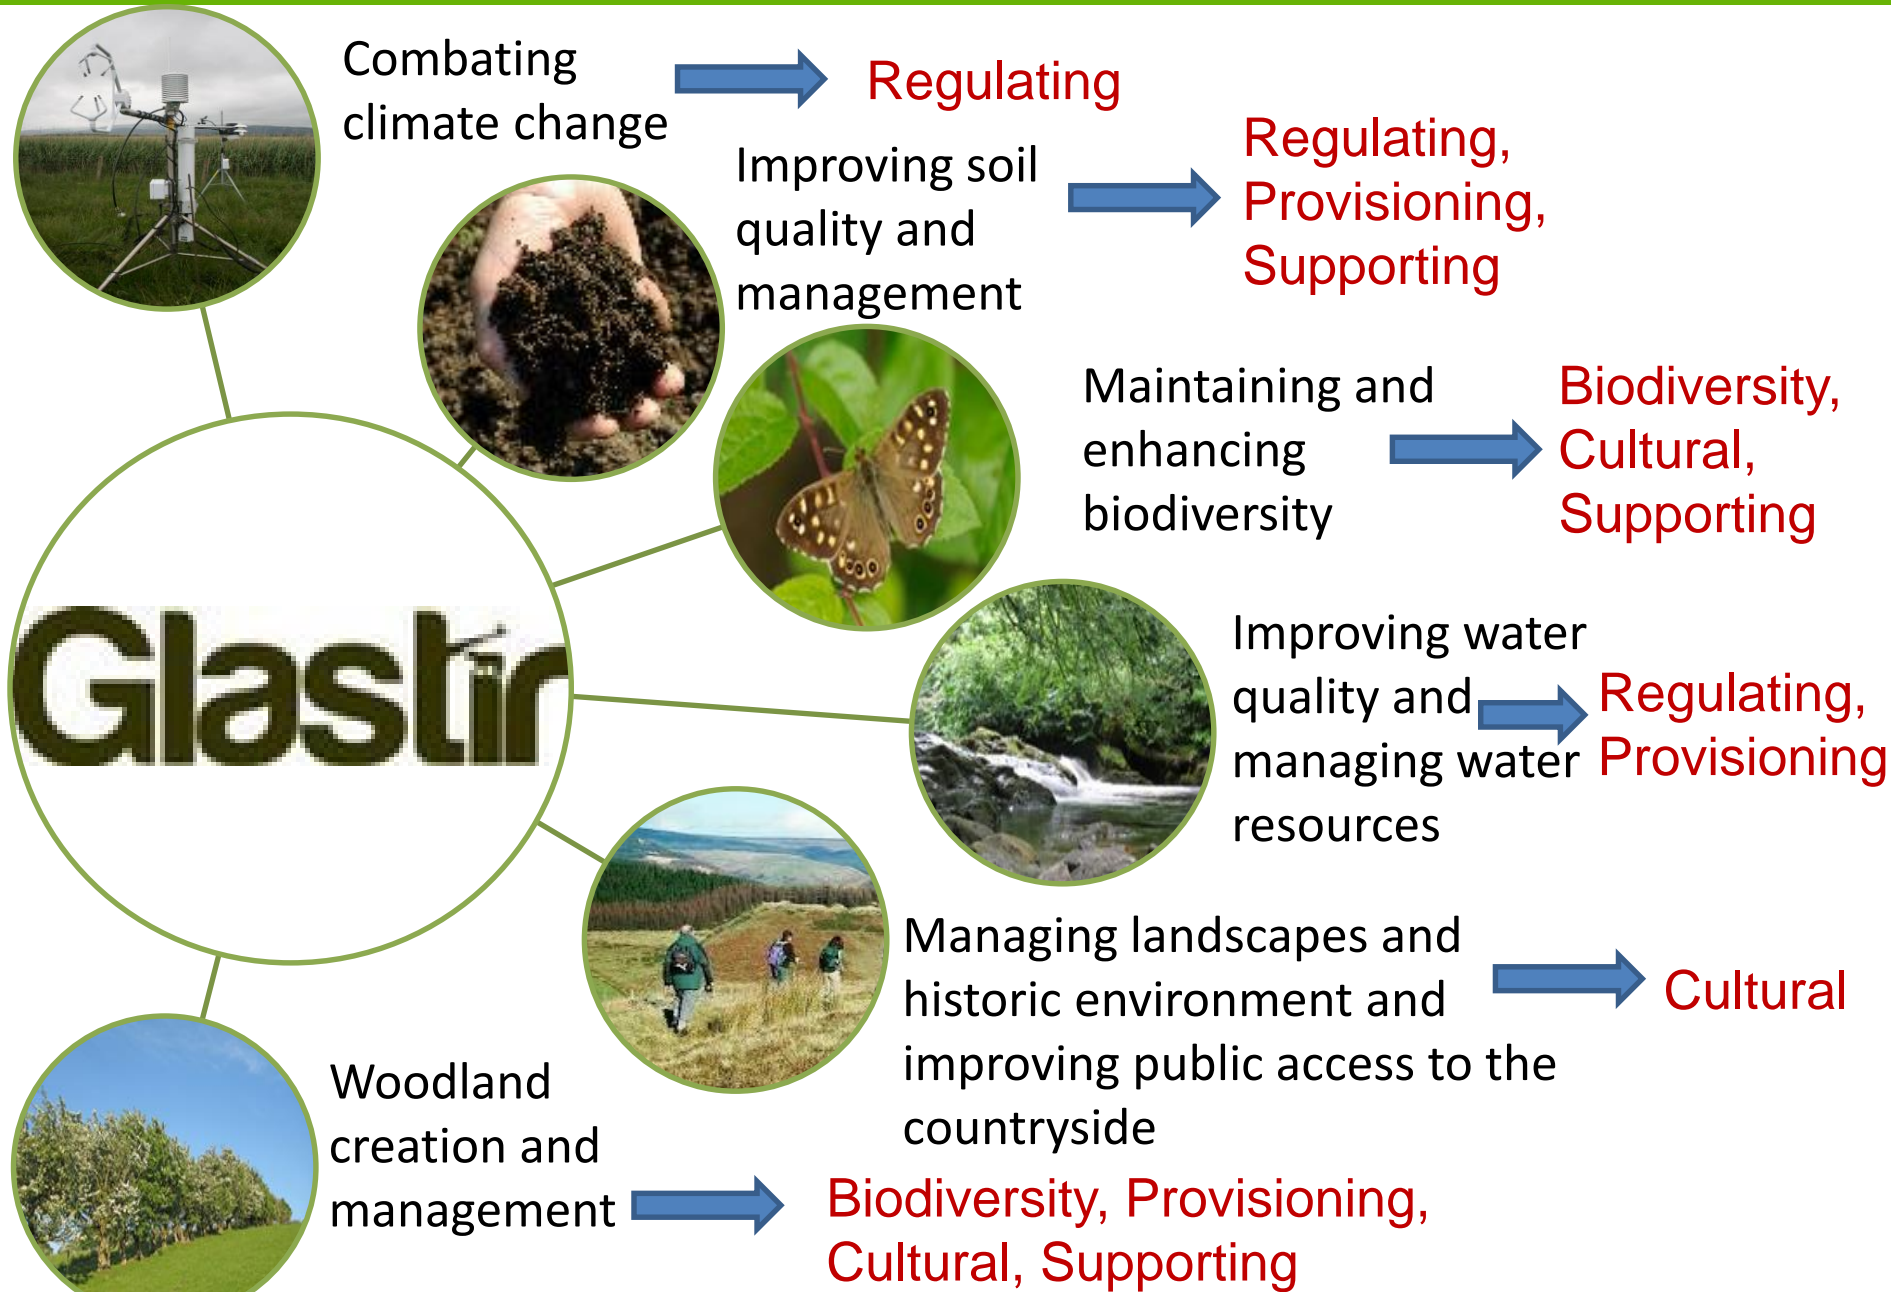 Combating
climate change
Regulating
Improving soil
quality and
management
Regulating,
Provisioning,
Supporting
Maintaining and
enhancing
biodiversity
Biodiversity,
Cultural,
Supporting
Glastir
Improving water
quality and
managing water
resources
Regulating,
Provisioning
Managing landscapes and
historic environment and
improving public access to the
countryside
Cultural
Woodland
creation and
management
Biodiversity, Provisioning,
Cultural, Supporting